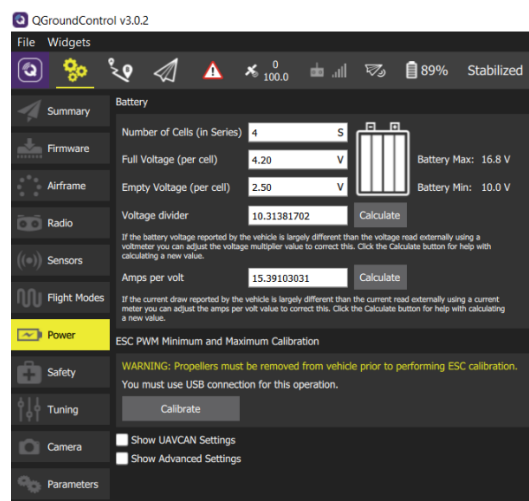 QGroundControl v3.0.2
File Widgets
0
100.0
89%
Stabilized
Summary
Firmware
Airframe
Radio
Sensors
Flight Modes
Power
Safety
Tuning
Camera
Parameters
Battery
Number of Cells (in Series) 4 S
Full Voltage (per cell) 4.20 V Battery Max: 16.8 V
Empty Voltage (per cell) 2.50 V Battery Min: 10.0 V
Voltage divider 10.31381702 Calculate
If the battery voltage reported by the vehicle is largely different than the voltage read externally using a
voltmeter you can adjust the voltage multiplier value to correct this. Click the Calculate button for help with
calculating a new value.
Amps per volt 15.39103031 Calculate
If the current draw reported by the vehicle is largely different than the current read externally using a current
meter you can adjust the amps per volt value to correct this. Click the Calculate button for help with calculating
a new value.
ESC PWM Minimum and Maximum Calibration
WARNING: Propellers must be removed from vehicle prior to performing ESC calibration.
You must use USB connection for this operation.
Calibrate
Show UAVCAN Settings
Show Advanced Settings